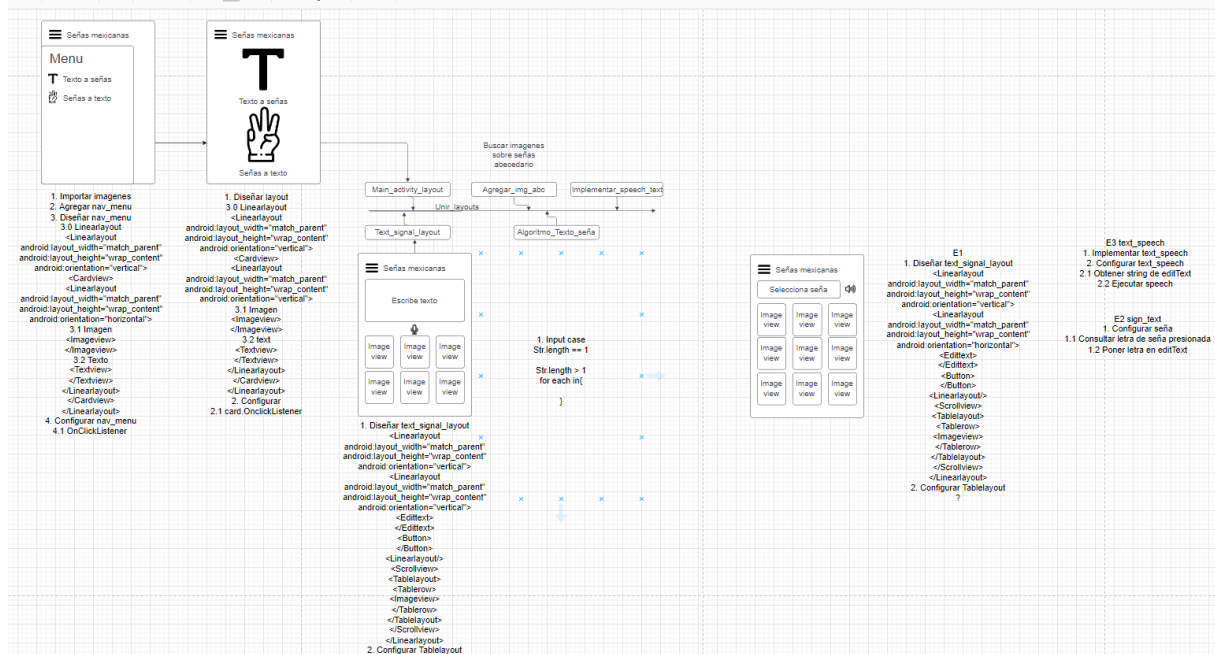 Señas mexicanas
Menu
Texto a señas
Señas a texto
1. Importar imagenes
2. Agregar nav_menu
3. Diseñar nav_menu
3.0 Linearlayout
<Linearlayout
android:layout_width="match_parent"
android:layout_height="wrap_content"
android:orientation="vertical">
<Cardview>
<Linearlayout
android:layout_width="match_parent"
android:layout_height="wrap_content"
android:orientation="horizontal">
3.1 Imagen
<Imageview>
</Imageview>
3.2 Texto
<Textview>
</Textview>
</Linearlayout>
</Cardview>
</Linearlayout>
4. Configurar nav_menu
4.1 OnClickListener
Señas mexicanas
T
Texto a señas
Señas a texto
1. Diseñar layout
3.0 Linearlayout
<Linearlayout
android:layout_width="match_parent"
android:layout_height="wrap_content"
android:orientation="vertical">
<Cardview>
<Linearlayout
android:layout_width="match_parent"
android:layout_height="wrap_content"
android:orientation="vertical">
3.1 Imagen
<Imageview>
</Imageview>
3.2 text
<Textview>
</Textview>
</Linearlayout>
</Cardview>
</Linearlayout>
2. Configurar
2.1 card.OnclickListener
Buscar imagenes
sobre señas
abecedario
Main_activity_layout
Agregar_img_abc
Implementar_speech_text
Unir_layouts
Text_signal_layout
Algoritmo_Texto_seña
Señas mexicanas
Escribe texto
Image view
Image view
Image view
Image view
Image view
Image view
1. Diseñar text_signal_layout
<Linearlayout
android:layout_width="match_parent"
android:layout_height="wrap_content"
android:orientation="vertical">
<Linearlayout
android:layout_width="match_parent"
android:layout_height="wrap_content"
android:orientation="vertical">
<Edittext>
</Edittext>
<Button>
</Button>
<Linearlayout/>
<Scrollview>
<Tablelayout>
<Tablerow>
<Imageview>
</Tablerow>
</Tablelayout>
</Scrollview>
</Linearlayout>
2. Configurar Tablelayout
1. Input case
Str.length == 1
Str.length > 1
for each in{
}
Señas mexicanas
Selecciona seña
Image view
Image view
Image view
Image view
Image view
Image view
Image view
Image view
Image view
E1
1. Diseñar text_signal_layout
<Linearlayout
android:layout_width="match_parent"
android:layout_height="wrap_content"
android:orientation="vertical">
<Linearlayout
android:layout_width="match_parent"
android:layout_height="wrap_content"
android:orientation="horizontal">
<Edittext>
</Edittext>
<Button>
</Button>
<Linearlayout/>
<Scrollview>
<Tablelayout>
<Tablerow>
<Imageview>
</Tablerow>
</Tablelayout>
</Scrollview>
</Linearlayout>
2. Configurar Tablelayout
?
E3 text_speech
1. Implementar text_speech
2. Configurar text_speech
2.1 Obtener string de editText
2.2 Ejecutar speech
E2 sign_text
1. Configurar seña
1.1 Consultar letra de seña presionada
1.2 Poner letra en editText